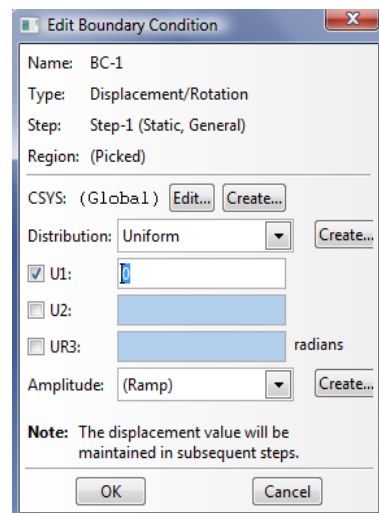 Edit Boundary Condition
Name: BC-1
Type: Displacement/Rotation
Step: Step-1 (Static, General)
Region: (Picked)
CSYS: (Global) Edit... Create...
Distribution: Uniform Create...
U1: 0
U2:
UR3: radians
Amplitude: (Ramp) Create...
Note: The displacement value will be
maintained in subsequent steps.
OK Cancel